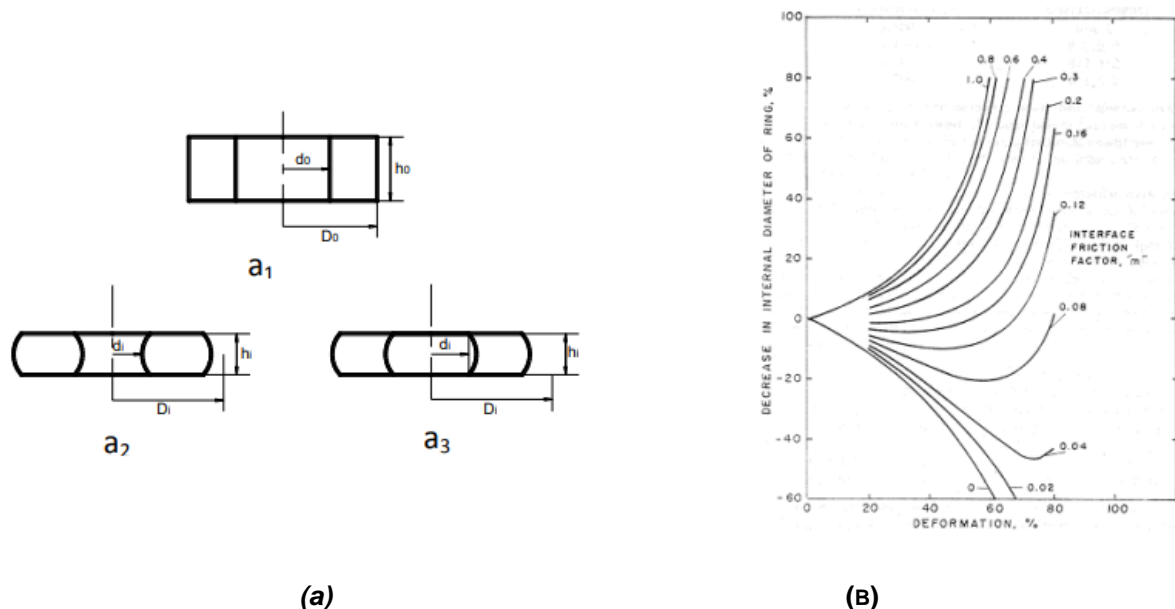 d0
h0
D0
a1
di
hi
Di
a2
di
hi
Di
a3
(a)
DECREASE IN INTERNAL DIAMETER OF RING, %
100
80
60
40
20
0
-20
-40
-60
0
20
40
60
80
100
DEFORMATION, %
1.0
0.8
0.6
0.4
0.3
0.2
0.16
0.12
INTERFACE
FRICTION
FACTOR, "m"
0.08
0.04
0.02
0
(B)